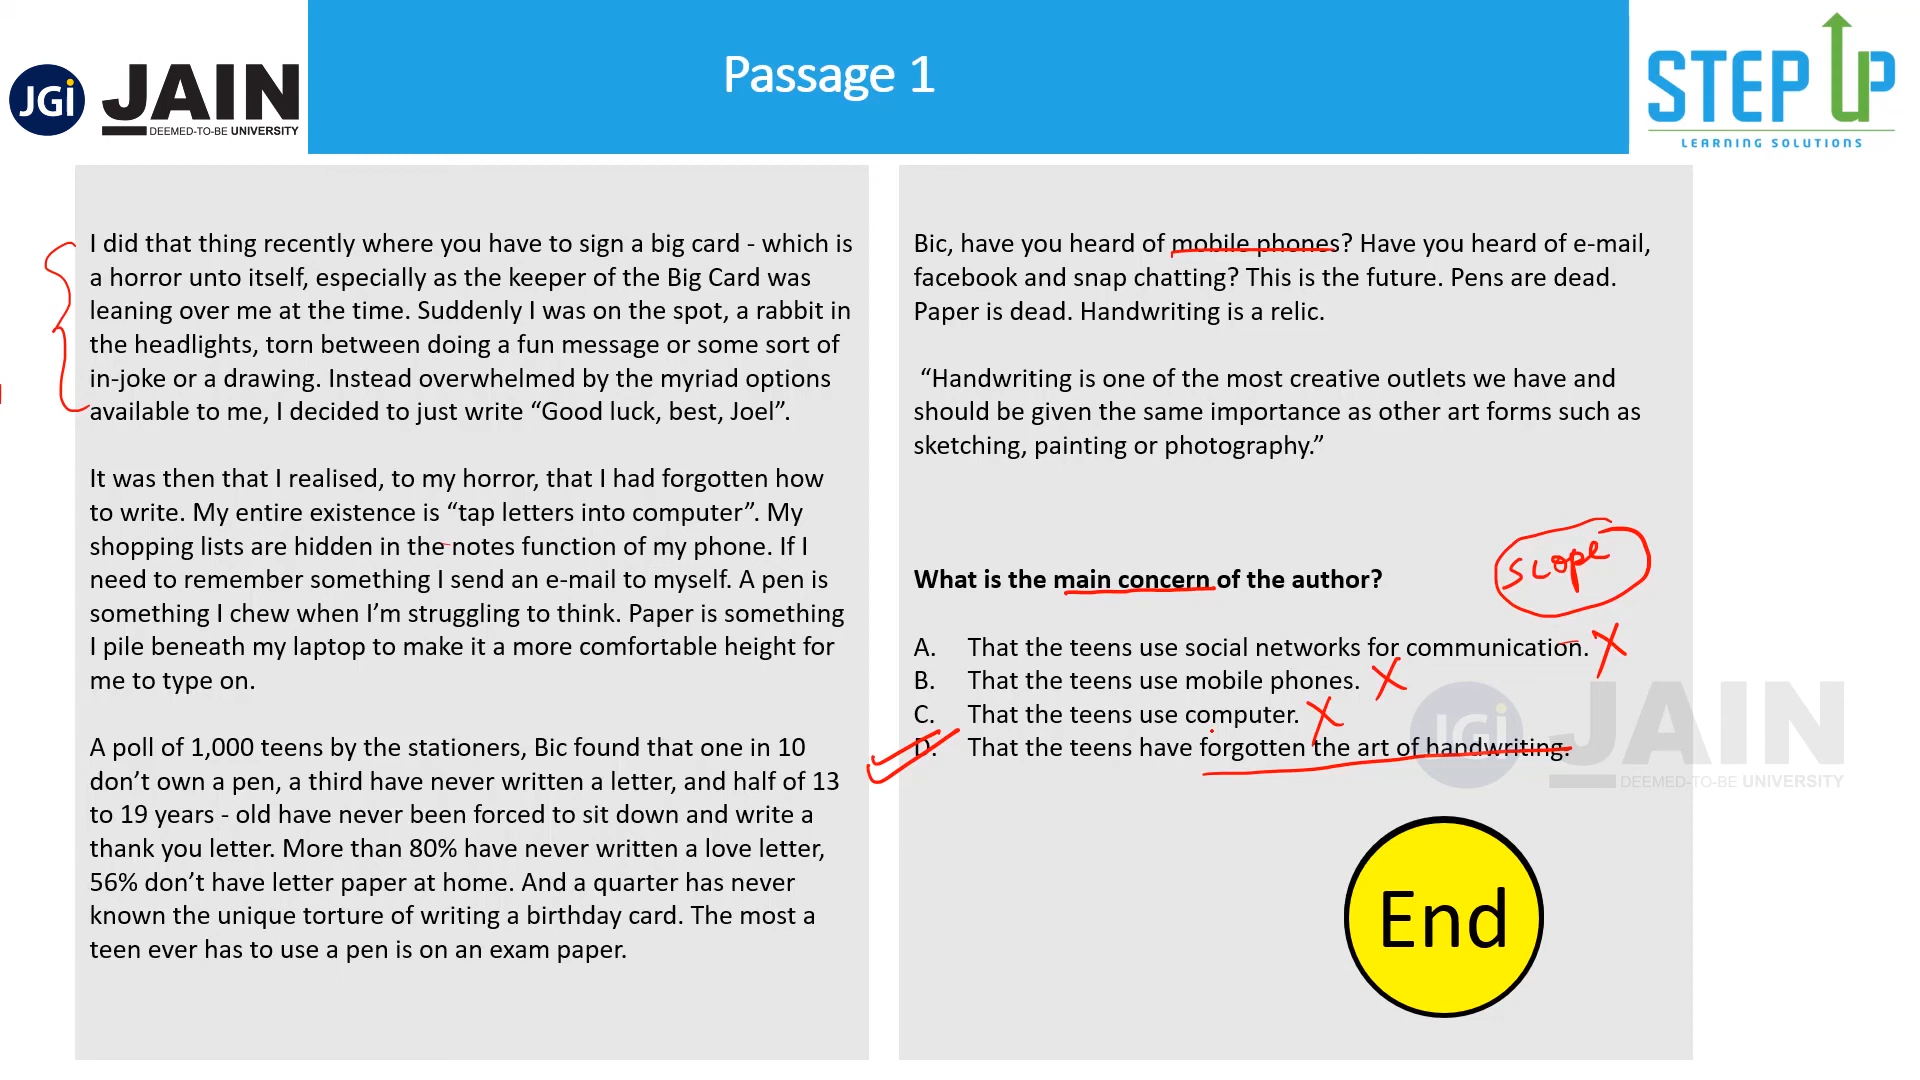 Passage 1
JGi JAIN
DEEMED-TO-BE UNIVERSITY
STEP UP
LEARNING SOLUTIONS
I did that thing recently where you have to sign a big card - which is
a horror unto itself, especially as the keeper of the Big Card was
leaning over me at the time. Suddenly I was on the spot, a rabbit in
the headlights, torn between doing a fun message or some sort of
in-joke or a drawing. Instead overwhelmed by the myriad options
available to me, I decided to just write “Good luck, best, Joel”.
It was then that I realised, to my horror, that I had forgotten how
to write. My entire existence is “tap letters into computer”. My
shopping lists are hidden in the notes function of my phone. If I
need to remember something I send an e-mail to myself. A pen is
something I chew when I’m struggling to think. Paper is something
I pile beneath my laptop to make it a more comfortable height for
me to type on.
A poll of 1,000 teens by the stationers, Bic found that one in 10
don’t own a pen, a third have never written a letter, and half of 13
to 19 years - old have never been forced to sit down and write a
thank you letter. More than 80% have never written a love letter,
56% don’t have letter paper at home. And a quarter has never
known the unique torture of writing a birthday card. The most a
teen ever has to use a pen is on an exam paper.
Bic, have you heard of mobile phones? Have you heard of e-mail,
facebook and snap chatting? This is the future. Pens are dead.
Paper is dead. Handwriting is a relic.
“Handwriting is one of the most creative outlets we have and
should be given the same importance as other art forms such as
sketching, painting or photography.”
What is the main concern of the author?
scope
A. That the teens use social networks for communication.
B. That the teens use mobile phones.
C. That the teens use computer.
D. That the teens have forgotten the art of handwriting.
JGi JAIN
DEEMED-TO-BE UNIVERSITY
End